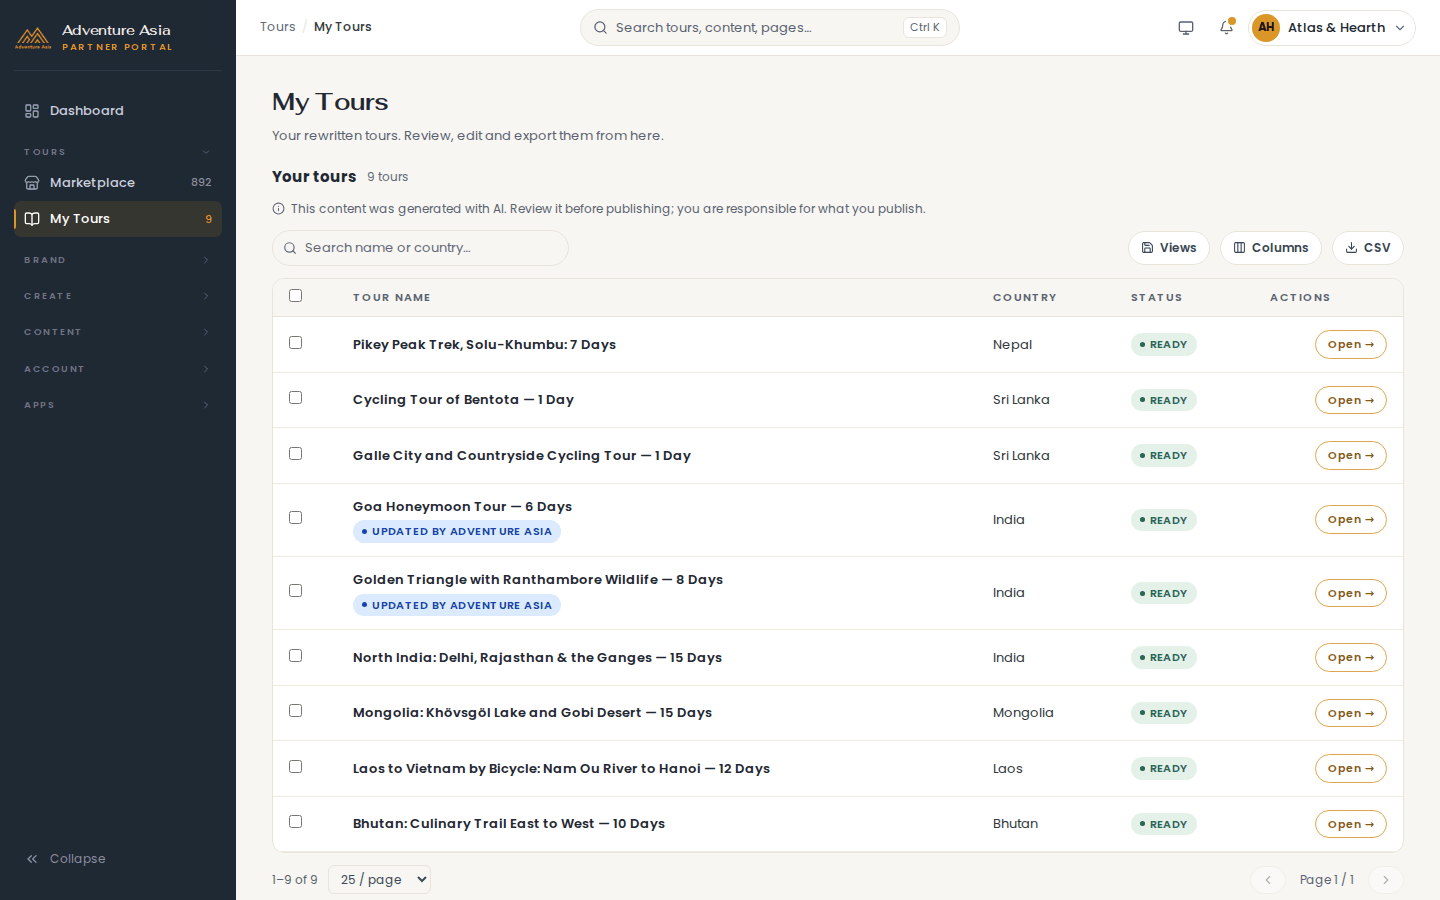 Adventure Asia
Adventure Asia
PARTNER PORTAL
Dashboard
TOURS
Marketplace 892
My Tours 9
BRAND
CREATE
CONTENT
ACCOUNT
APPS
Collapse
Tours / My Tours
Search tours, content, pages... Ctrl K
AH Atlas & Hearth
My Tours
Your rewritten tours. Review, edit and export them from here.
Your tours 9 tours
This content was generated with AI. Review it before publishing; you are responsible for what you publish.
Search name or country...
Views Columns CSV
TOUR NAME COUNTRY STATUS ACTIONS
Pikey Peak Trek, Solu-Khumbu: 7 Days Nepal READY Open →
Cycling Tour of Bentota — 1 Day Sri Lanka READY Open →
Galle City and Countryside Cycling Tour — 1 Day Sri Lanka READY Open →
Goa Honeymoon Tour — 6 Days India READY Open →
UPDATED BY ADVENTURE ASIA
Golden Triangle with Ranthambore Wildlife — 8 Days India READY Open →
UPDATED BY ADVENTURE ASIA
North India: Delhi, Rajasthan & the Ganges — 15 Days India READY Open →
Mongolia: Khövsgöl Lake and Gobi Desert — 15 Days Mongolia READY Open →
Laos to Vietnam by Bicycle: Nam Ou River to Hanoi — 12 Days Laos READY Open →
Bhutan: Culinary Trail East to West — 10 Days Bhutan READY Open →
1–9 of 9 25 / page Page 1 / 1